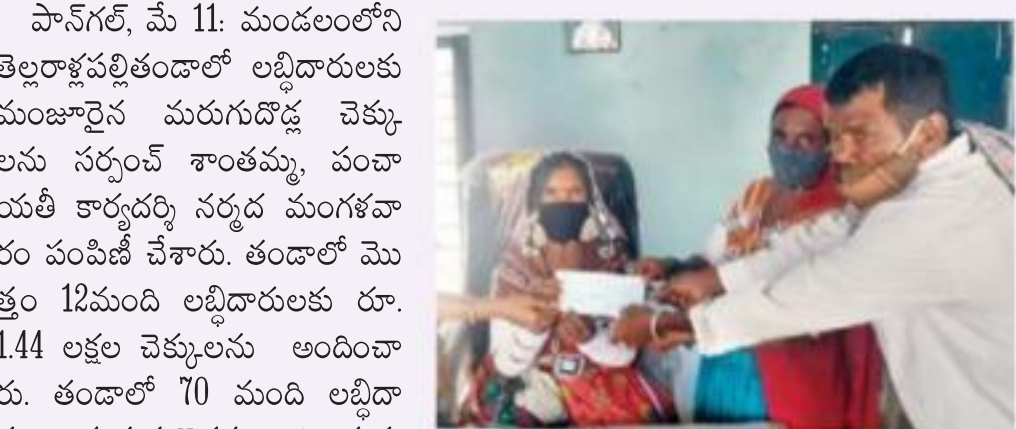 పాన్‌గల్, మే 11: మండలంలోని
తెల్లరాళ్లపల్లితండాలో లబ్ధిదారులకు
మంజూరైన మరుగుదొడ్ల చెక్కు
లను సర్పంచ్ శాంతమ్మ, పంచా
యతీ కార్యదర్శి నర్మద మంగళవా
రం పంపిణీ చేశారు. తండాలో మొ
త్తం 12మంది లబ్ధిదారులకు రూ.
1.44 లక్షల చెక్కులను అందించా
రు. తండాలో 70 మంది లబ్ధిదా